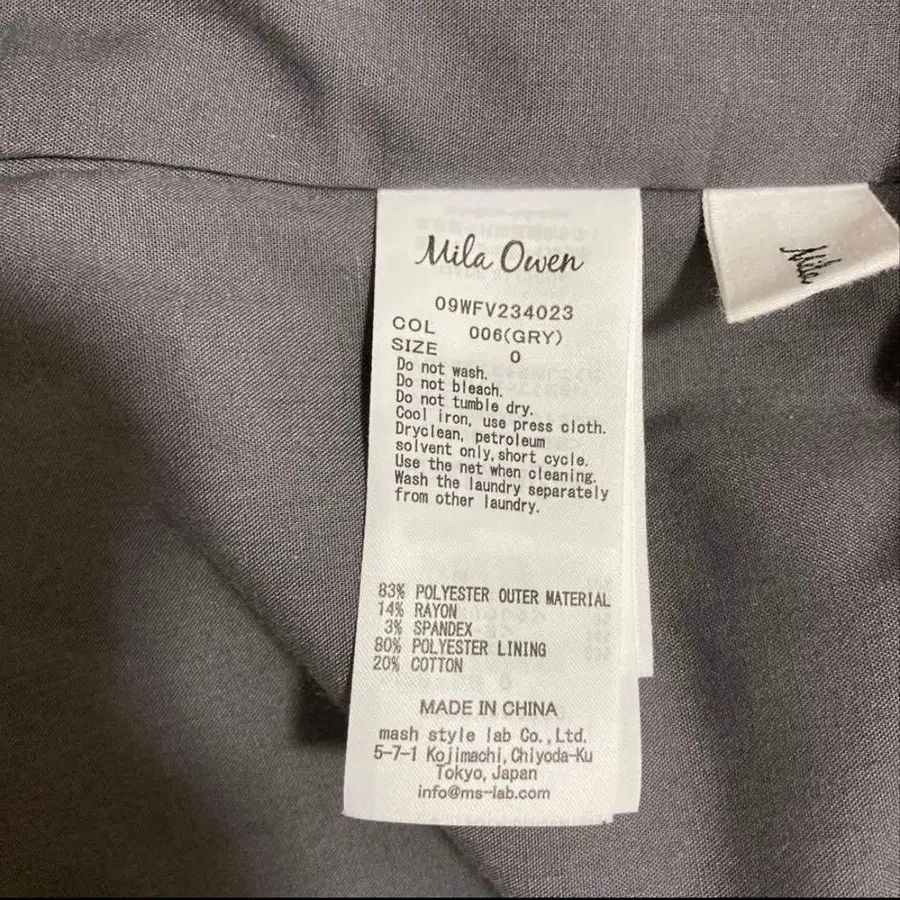 Mila Owen
09WFV234023
COL 006(GRY)
SIZE 0
Do not wash.
Do not bleach.
Do not tumble dry.
Cool iron, use press cloth.
Dryclean, petroleum
solvent only, short cycle.
Use the net when cleaning.
Wash the laundry separately
from other laundry.
83% POLYESTER OUTER MATERIAL
14% RAYON
3% SPANDEX
80% POLYESTER LINING
20% COTTON
MADE IN CHINA
mash style lab Co.,Ltd.
5-7-1 Kojimachi,Chiyoda-Ku
Tokyo, Japan
info@ms-lab.com
Mila